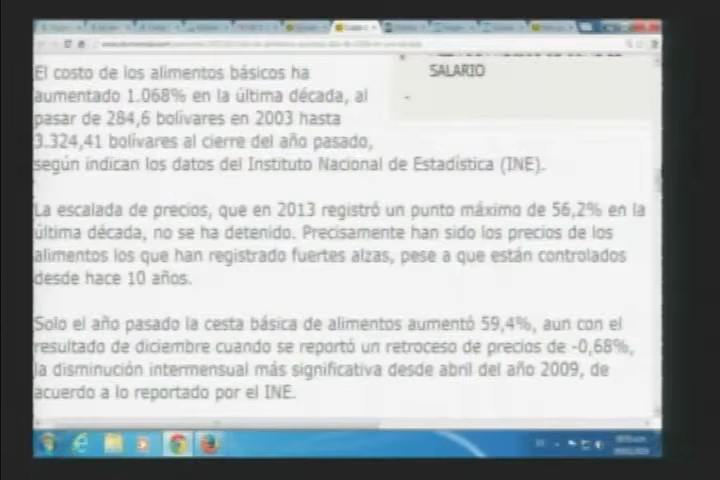 SALARIO
El costo de los alimentos básicos ha
aumentado 1.068% en la última década, al
pasar de 284,6 bolívares en 2003 hasta
3.324,41 bolívares al cierre del año pasado,
según indican los datos del Instituto Nacional de Estadística (INE).
La escalada de precios, que en 2013 registró un punto máximo de 56,2% en la
última década, no se ha detenido. Precisamente han sido los precios de los
alimentos los que han registrado fuertes alzas, pese a que están controlados
desde hace 10 años.
Solo el año pasado la cesta básica de alimentos aumentó 59,4%, aun con el
resultado de diciembre cuando se reportó un retroceso de precios de -0,68%,
la disminución intermensual más significativa desde abril del año 2009, de
acuerdo a lo reportado por el INE.